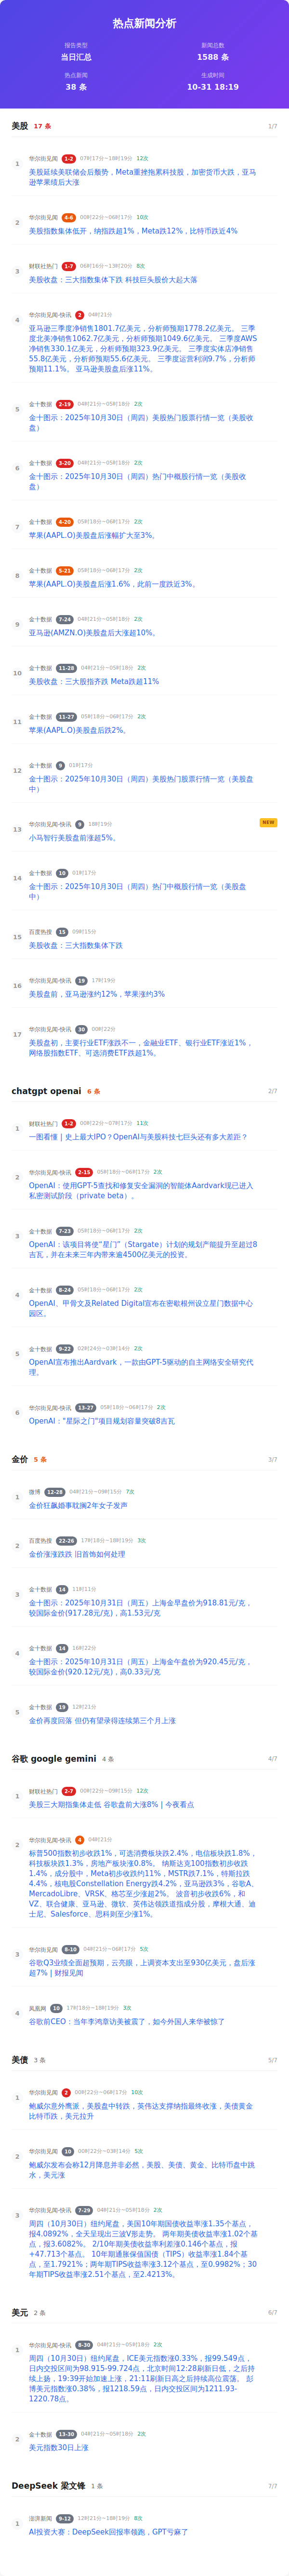 热点新闻分析
报告类型
当日汇总
新闻总数
1588 条
热点新闻
38 条
生成时间
10-31 18:19
美股 17 条 1/7
1 华尔街见闻 1-2 07时17分~18时19分 12次
美股延续美联储会后颓势，Meta重挫拖累科技股，加密货币大跌，亚马
逊苹果绩后大涨
2 华尔街见闻 4-6 00时22分~06时17分 10次
美股指数集体低开，纳指跌超1%，Meta跌12%，比特币跌近4%
3 财联社热门 1-7 06时16分~13时20分 8次
美股收盘：三大指数集体下跌 科技巨头股价大起大落
4 华尔街见闻-快讯 2 04时21分
亚马逊三季度净销售1801.7亿美元，分析师预期1778.2亿美元。 三季
度北美净销售1062.7亿美元，分析师预期1049.6亿美元。 三季度AWS
净销售330.1亿美元，分析师预期323.9亿美元。 三季度实体店净销售
55.8亿美元，分析师预期55.6亿美元。 三季度运营利润9.7%，分析师
预期11.1%。 亚马逊美股盘后涨11%。
5 金十数据 2-19 04时21分~05时18分 2次
金十图示：2025年10月30日（周四）美股热门股票行情一览（美股收
盘）
6 金十数据 3-20 04时21分~05时18分 2次
金十图示：2025年10月30日（周四）热门中概股行情一览（美股收
盘）
7 金十数据 4-20 05时18分~06时17分 2次
苹果(AAPL.O)美股盘后涨幅扩大至3%。
8 金十数据 5-21 05时18分~06时17分 2次
苹果(AAPL.O)美股盘后涨1.6%，此前一度跌近3%。
9 金十数据 7-24 04时21分~05时18分 2次
亚马逊(AMZN.O)美股盘后大涨超10%。
10 金十数据 11-28 04时21分~05时18分 2次
美股收盘：三大股指齐跌 Meta跌超11%
11 金十数据 11-27 05时18分~06时17分 2次
苹果(AAPL.O)美股盘后跌2%。
12 金十数据 9 01时17分
金十图示：2025年10月30日（周四）美股热门股票行情一览（美股盘
中）
13 华尔街见闻-快讯 9 18时19分 NEW
小马智行美股盘前涨超5%。
14 金十数据 10 01时17分
金十图示：2025年10月30日（周四）热门中概股行情一览（美股盘
中）
15 百度热搜 15 09时15分
美股收盘：三大指数集体下跌
16 华尔街见闻-快讯 18 17时19分
美股盘前，亚马逊涨约12%，苹果涨约3%
17 华尔街见闻-快讯 30 00时22分
美股盘初，主要行业ETF涨跌不一，金融业ETF、银行业ETF涨近1%，
网络股指数ETF、可选消费ETF跌超1%。
chatgpt openai 6 条 2/7
1 财联社热门 1-2 00时22分~07时17分 11次
一图看懂 | 史上最大IPO？OpenAI与美股科技七巨头还有多大差距?
2 华尔街见闻-快讯 2-15 05时18分~06时17分 2次
OpenAI：使用GPT-5查找和修复安全漏洞的智能体Aardvark现已进入
私密测试阶段（private beta）。
3 金十数据 7-23 05时18分~06时17分 2次
OpenAI：该项目将使“星门”（Stargate）计划的规划产能提升至超过8
吉瓦，并在未来三年内带来逾4500亿美元的投资。
4 金十数据 8-24 05时18分~06时17分 2次
OpenAI、甲骨文及Related Digital宣布在密歇根州设立星门数据中心
园区。
5 金十数据 9-22 02时24分~03时14分 2次
OpenAI宣布推出Aardvark，一款由GPT-5驱动的自主网络安全研究代
理。
6 华尔街见闻-快讯 13-27 05时18分~06时17分 2次
OpenAI：“星际之门”项目规划容量突破8吉瓦
金价 5 条 3/7
1 微博 12-28 04时21分~09时15分 7次
金价狂飙婚事耽搁2年女子发声
2 百度热搜 22-26 17时18分~18时19分 3次
金价涨涨跌跌 旧首饰如何处理
3 金十数据 14 11时11分
金十图示：2025年10月31日（周五）上海金早盘价为918.81元/克，
较国际金价(917.28元/克)，高1.53元/克
4 金十数据 14 16时22分
金十图示：2025年10月31日（周五）上海金午盘价为920.45元/克，
较国际金价(920.12元/克)，高0.33元/克
5 金十数据 19 12时21分
金价再度回落 但仍有望录得连续第三个月上涨
谷歌 google gemini 4 条 4/7
1 财联社热门 2-7 00时22分~09时15分 12次
美股三大期指集体走低 谷歌盘前大涨8% | 今夜看点
2 华尔街见闻-快讯 4 04时21分
标普500指数初步收跌1%，可选消费板块跌2.4%，电信板块跌1.8%，
科技板块跌1.3%，房地产板块涨0.8%。 纳斯达克100指数初步收跌
1.4%，成分股中，Meta初步收跌约11%，MSTR跌7.1%，特斯拉跌
4.4%，核电股Constellation Energy跌4.2%，亚马逊跌3%，谷歌A、
MercadoLibre、VRSK、格芯至少涨超2%。 波音初步收跌6%，和
VZ、联合健康、亚马逊、微软、英伟达领跌道指成分股，摩根大通、迪
士尼、Salesforce、思科则至少涨1%。
3 华尔街见闻 8-10 04时21分~06时17分 5次
谷歌Q3业绩全面超预期，云亮眼，上调资本支出至930亿美元，盘后涨
超7% | 财报见闻
4 凤凰网 10 17时18分~18时19分 3次
谷歌前CEO：当年李鸿章访美被震了，如今外国人来华被惊了
美债 3 条 5/7
1 华尔街见闻 2 00时22分~06时17分 10次
鲍威尔意外鹰派，美股盘中转跌，英伟达支撑纳指最终收涨，美债黄金
比特币跌，美元拉升
2 华尔街见闻 10 00时22分~03时14分 5次
鲍威尔发布会称12月降息并非必然，美股、美债、黄金、比特币盘中跳
水，美元涨
3 华尔街见闻-快讯 7-29 04时21分~05时18分 2次
周四（10月30日）纽约尾盘，美国10年期国债收益率涨1.35个基点，
报4.0892%，全天呈现出三波V形走势。 两年期美债收益率涨1.02个基
点，报3.6082%。 2/10年期美债收益率利差涨0.146个基点，报
+47.713个基点。 10年期通胀保值国债（TIPS）收益率涨1.84个基
点，至1.7921%；两年期TIPS收益率涨3.12个基点，至0.9982%；30
年期TIPS收益率涨2.51个基点，至2.4213%。
美元 2 条 6/7
1 华尔街见闻-快讯 8-30 04时21分~05时18分 2次
周四（10月30日）纽约尾盘，ICE美元指数涨0.33%，报99.549点，
日内交投区间为98.915-99.724点，北京时间12:28刷新日低，之后持
续上扬，19:39开始加速上涨，21:11刷新日高之后持续高位震荡。 彭
博美元指数涨0.38%，报1218.59点，日内交投区间为1211.93-
1220.78点。
2 金十数据 13-30 04时21分~05时18分 2次
美元指数30日上涨
DeepSeek 梁文锋 1 条 7/7
1 澎湃新闻 9-12 12时21分~18时19分 8次
AI投资大赛：DeepSeek回报率领跑，GPT亏麻了